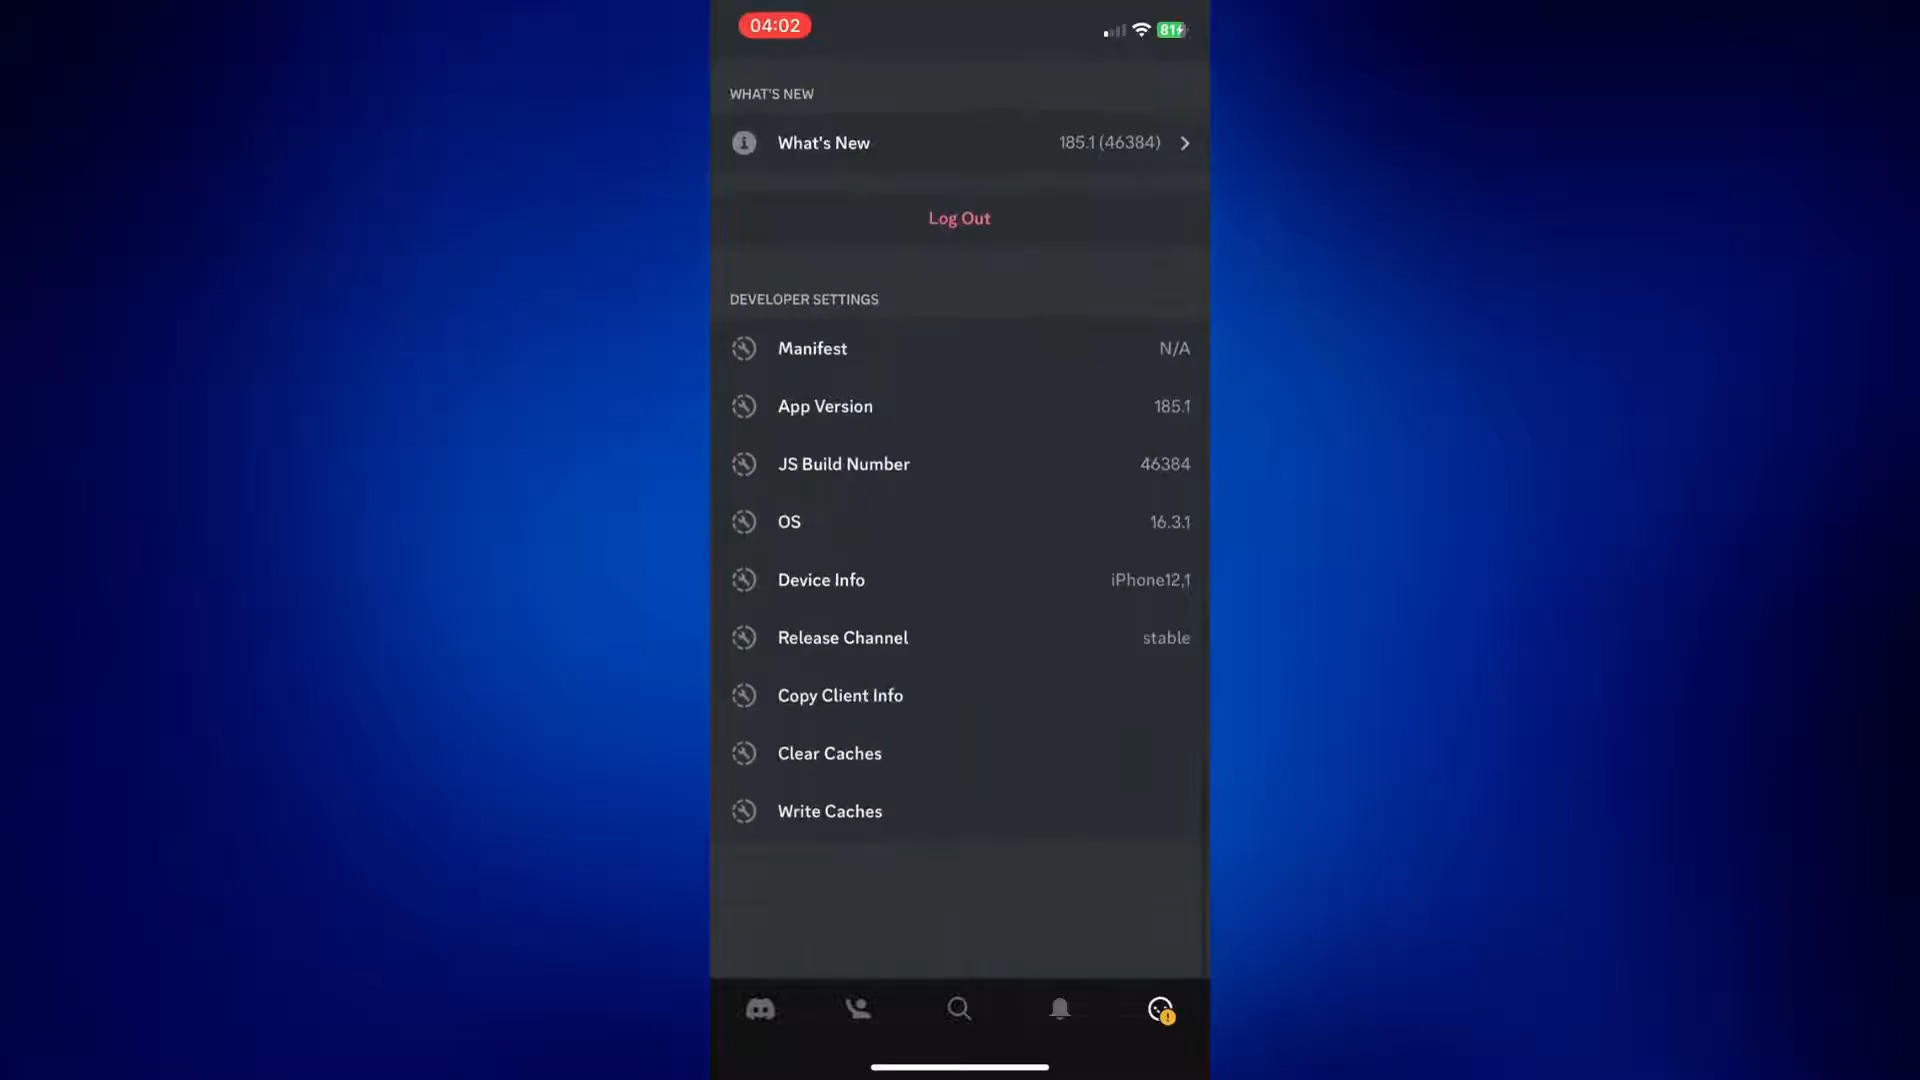 04:02
81
WHAT'S NEW
What's New 185.1 (46384)
Log Out
DEVELOPER SETTINGS
Manifest N/A
App Version 185.1
JS Build Number 46384
OS 16.3.1
Device Info iPhone12,1
Release Channel stable
Copy Client Info
Clear Caches
Write Caches